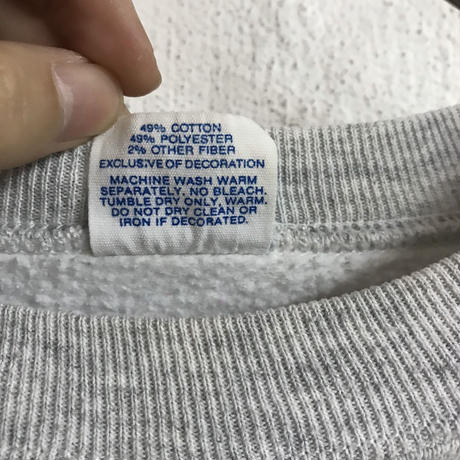 49% COTTON
49% POLYESTER
2% OTHER FIBER
EXCLUSIVE OF DECORATION
MACHINE WASH WARM
SEPARATELY. NO BLEACH.
TUMBLE DRY ONLY, WARM.
DO NOT DRY CLEAN OR
IRON IF DECORATED.